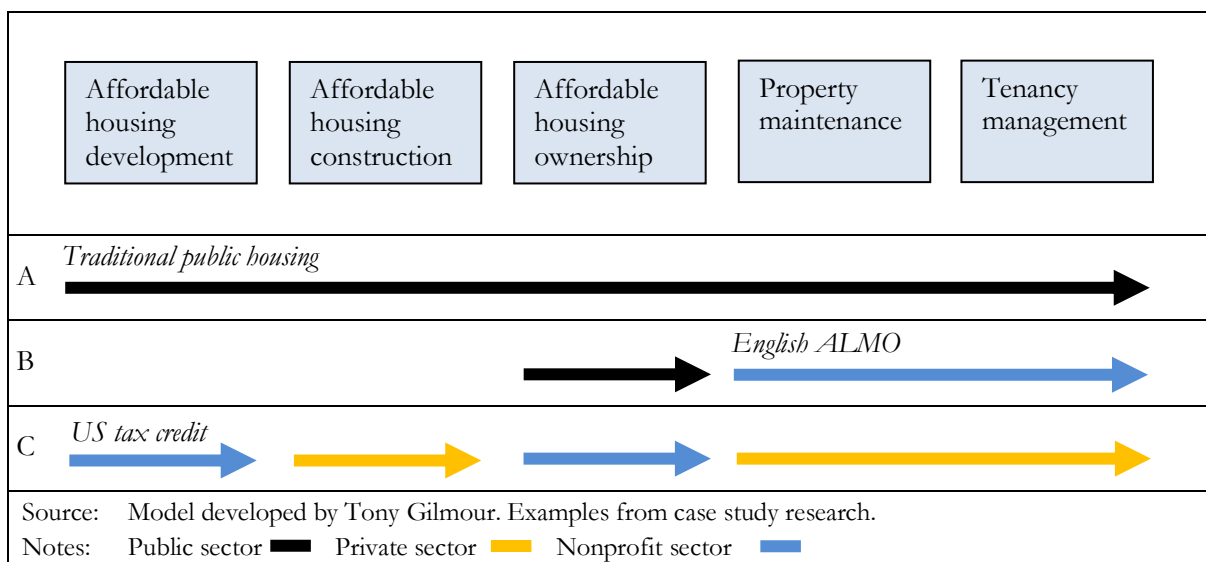 Affordable
housing
development
Affordable
housing
construction
Affordable
housing
ownership
Property
maintenance
Tenancy
management
A
Traditional public housing
B
English ALMO
C
US tax credit
Source: Model developed by Tony Gilmour. Examples from case study research.
Notes: Public sector Private sector Nonprofit sector